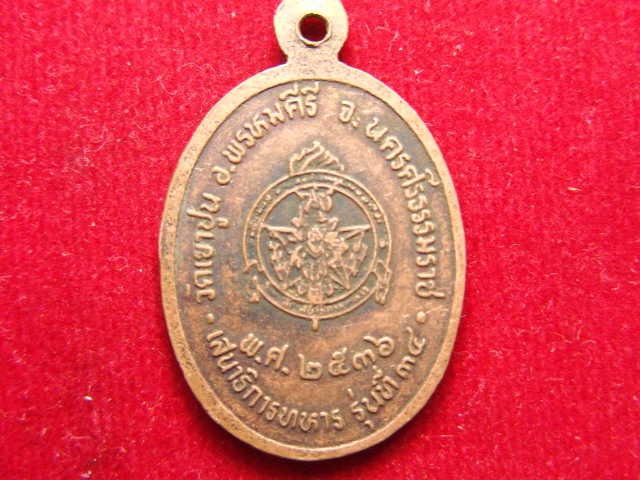 วัดเขาปูน อ.พรหมคีรี จ.นครศรีธรรมราช
พ.ศ. ๒๕๓๖
เสนาธิการทหาร รุ่นที่ ๓๔